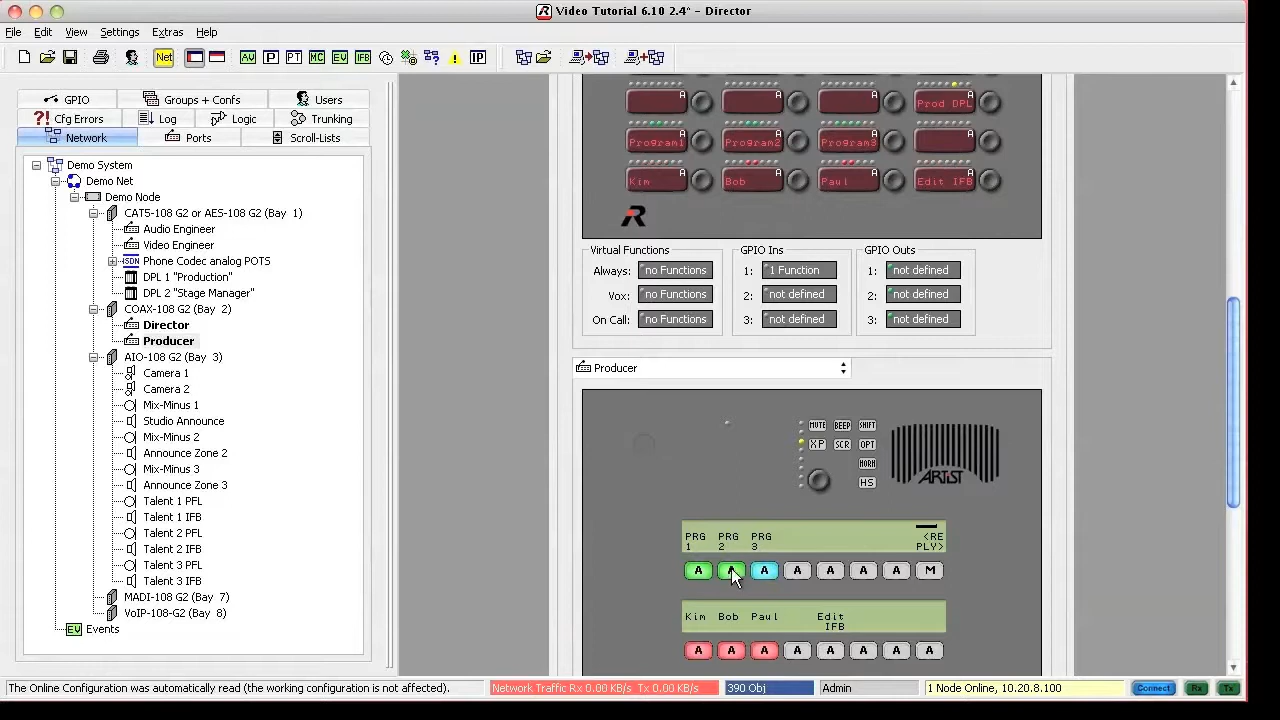 Video Tutorial 6.10 2.4* - Director
File Edit View Settings Extras Help
Net AV P PT MC EV IFB IP
GPIO Groups + Confs Users
Cfg Errors Log Logic Trunking
Network Ports Scroll-Lists
Demo System
Demo Net
Demo Node
CAT5-108 G2 or AES-108 G2 (Bay 1)
Audio Engineer
Video Engineer
ISDN Phone Codec analog POTS
DPL 1 "Production"
DPL 2 "Stage Manager"
COAX-108 G2 (Bay 2)
Director
Producer
AIO-108 G2 (Bay 3)
Camera 1
Camera 2
Mix-Minus 1
Studio Announce
Mix-Minus 2
Announce Zone 2
Mix-Minus 3
Announce Zone 3
Talent 1 PFL
Talent 1 IFB
Talent 2 PFL
Talent 2 IFB
Talent 3 PFL
Talent 3 IFB
MADI-108-G2 (Bay 7)
VoIP-108-G2 (Bay 8)
EV Events
A A A Prod DPL A
Program1 A Program2 A Program3 A A
Kim A Bob A Paul A Edit IFB A
R
Virtual Functions GPIO Ins GPIO Outs
Always: no Functions 1: 1 Function 1: not defined
Vox: no Functions 2: not defined 2: not defined
On Call: no Functions 3: not defined 3: not defined
Producer
MUTE BEEP SHIFT
XP SCR OPT
HORN
HS
ARTIST
PRG PRG PRG <RE
1 2 3 PLY>
A A A A A A A M
Kim Bob Paul Edit
IFB
A A A A A A A A
The Online Configuration was automatically read (the working configuration is not affected). Network Traffic Rx 0.00 KB/s Tx 0.00 KB/s 390 Obj Admin 1 Node Online, 10.20.8.100 Connect Rx Tx